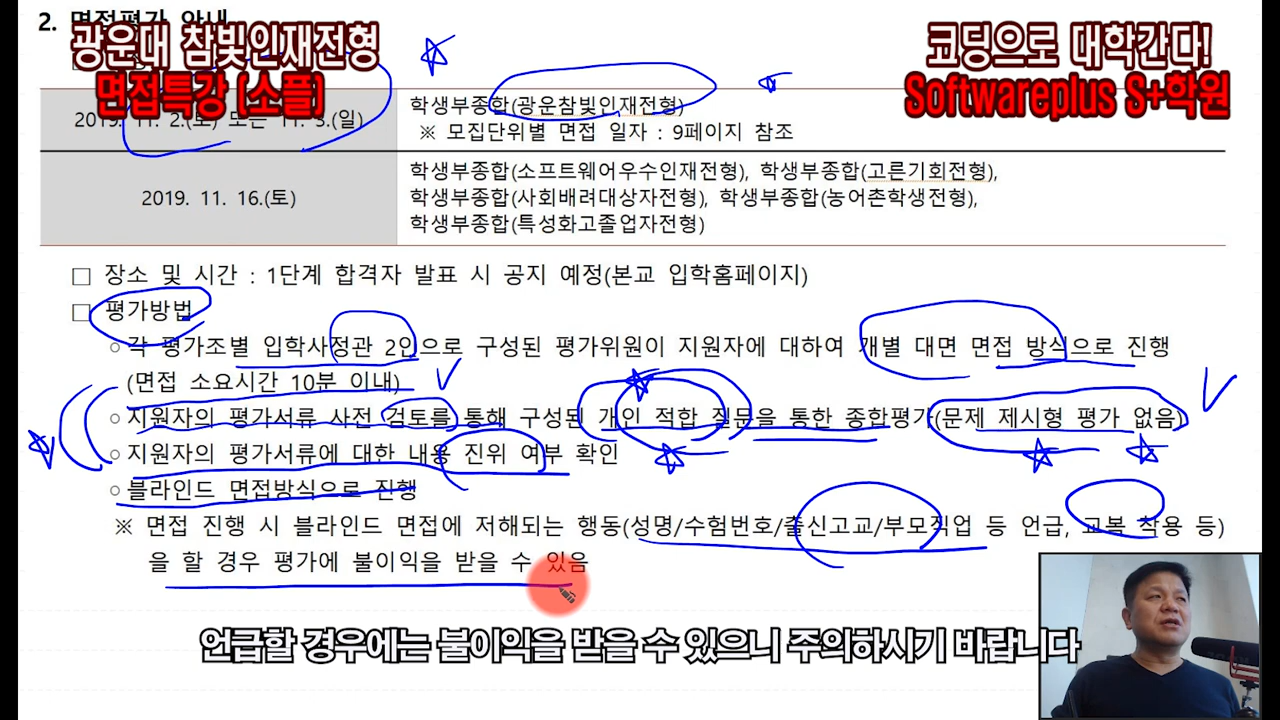 2. 면접평가 안내
광운대 참빛인재전형
면접특강 [소플]
코딩으로 대학간다!
Softwareplus S+학원
2019. 11. 2.(토) 또는 11. 3.(일)
학생부종합(광운참빛인재전형)
※ 모집단위별 면접 일자 : 9페이지 참조
2019. 11. 16.(토)
학생부종합(소프트웨어우수인재전형), 학생부종합(고른기회전형),
학생부종합(사회배려대상자전형), 학생부종합(농어촌학생전형),
학생부종합(특성화고졸업자전형)
□ 장소 및 시간 : 1단계 합격자 발표 시 공지 예정(본교 입학홈페이지)
□ 평가방법
○ 각 평가조별 입학사정관 2인으로 구성된 평가위원이 지원자에 대하여 개별 대면 면접 방식으로 진행
(면접 소요시간 10분 이내)
○ 지원자의 평가서류 사전 검토를 통해 구성된 개인 적합 질문을 통한 종합평가(문제 제시형 평가 없음)
○ 지원자의 평가서류에 대한 내용 진위 여부 확인
○ 블라인드 면접방식으로 진행
※ 면접 진행 시 블라인드 면접에 저해되는 행동(성명/수험번호/출신고교/부모직업 등 언급, 교복 착용 등)
을 할 경우 평가에 불이익을 받을 수 있음
언급할 경우에는 불이익을 받을 수 있으니 주의하시기 바랍니다